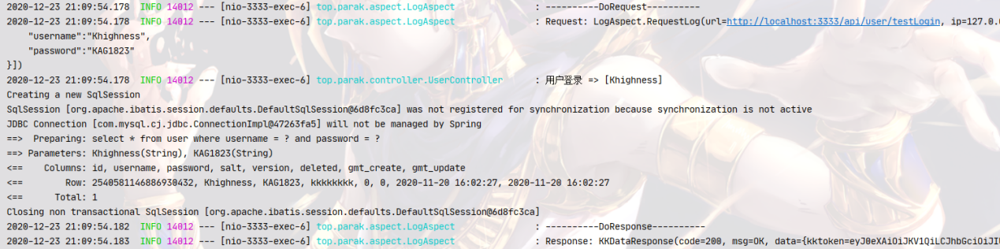 2020-12-23 21:09:54.178  INFO 14012 --- [nio-3333-exec-6] top.parak.aspect.LogAspect               : ----------DoRequest----------
2020-12-23 21:09:54.178  INFO 14012 --- [nio-3333-exec-6] top.parak.aspect.LogAspect               : Request: LogAspect.RequestLog(url=http://localhost:3333/api/user/testLogin, ip=127.0.0
    "username":"Khighness",
    "password":"KAG1823"
}])
2020-12-23 21:09:54.178  INFO 14012 --- [nio-3333-exec-6] top.parak.controller.UserController      : 用户登录 => [Khighness]
Creating a new SqlSession
SqlSession [org.apache.ibatis.session.defaults.DefaultSqlSession@6d8fc3ca] was not registered for synchronization because synchronization is not active
JDBC Connection [com.mysql.cj.jdbc.ConnectionImpl@47263fa5] will not be managed by Spring
==>  Preparing: select * from user where username = ? and password = ?
==> Parameters: Khighness(String), KAG1823(String)
<==    Columns: id, username, password, salt, version, deleted, gmt_create, gmt_update
<==        Row: 2540581146886930432, Khighness, KAG1823, kkkkkkkk, 0, 0, 2020-11-20 16:02:27, 2020-11-20 16:02:27
<==      Total: 1
Closing non transactional SqlSession [org.apache.ibatis.session.defaults.DefaultSqlSession@6d8fc3ca]
2020-12-23 21:09:54.182  INFO 14012 --- [nio-3333-exec-6] top.parak.aspect.LogAspect               : ----------DoResponse----------
2020-12-23 21:09:54.183  INFO 14012 --- [nio-3333-exec-6] top.parak.aspect.LogAspect               : Response: KKDataResponse(code=200, msg=OK, data={kktoken=eyJ0eXAiOiJKV1QiLCJhbGciOiJIU